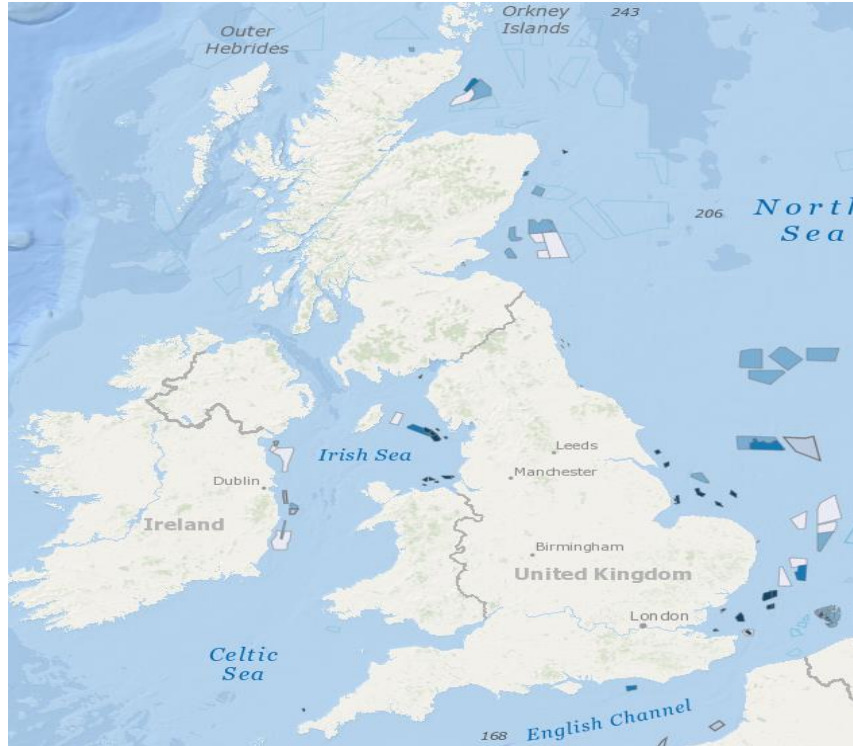 Outer
Hebrides
Orkney
Islands
243
206
North
Sea
Irish Sea
Leeds
Manchester
Dublin
Ireland
Birmingham
United Kingdom
London
Celtic
Sea
168
English Channel